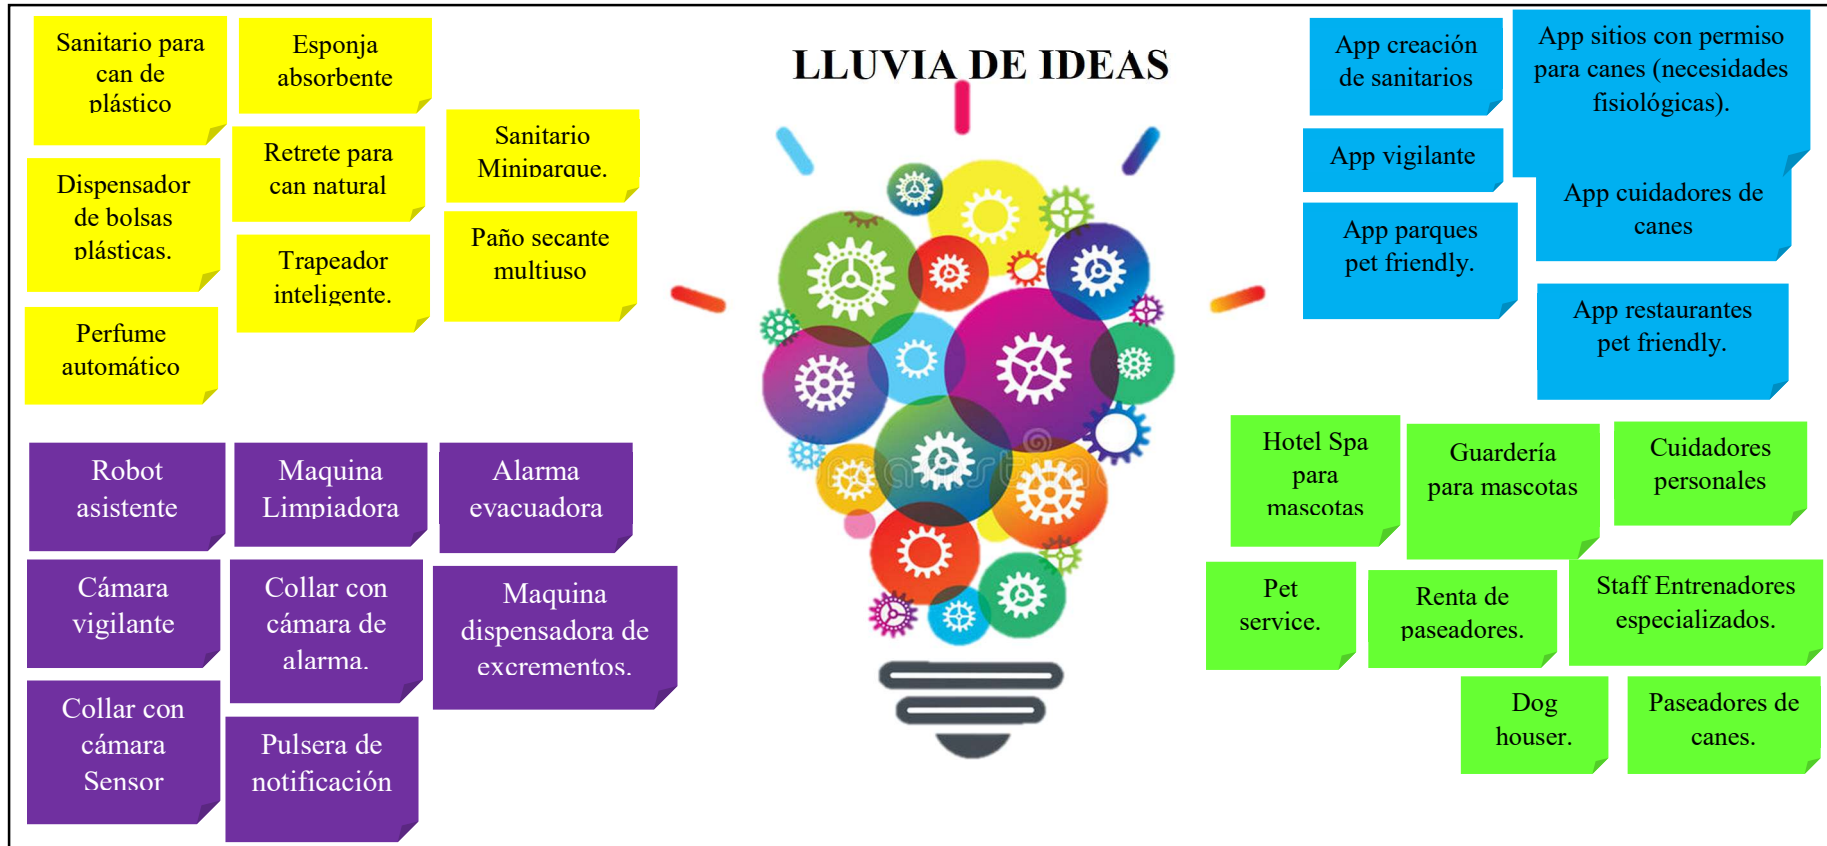 LLUVIA DE IDEAS
Sanitario para
can de
plástico
Esponja
absorbente
Sanitario
Miniparque.
Retrete para
can natural
Dispensador
de bolsas
plásticas.
Trapeador
inteligente.
Paño secante
multiuso
Perfume
automático
App creación
de sanitarios
App sitios con permiso
para canes (necesidades
fisiológicas).
App vigilante
App cuidadores de
canes
App parques
pet friendly.
App restaurantes
pet friendly.
Robot
asistente
Maquina
Limpiadora
Alarma
evacuadora
Cámara
vigilante
Collar con
cámara de
alarma.
Maquina
dispensadora de
excrementos.
Collar con
cámara
Sensor
Pulsera de
notificación
Hotel Spa
para
mascotas
Guardería
para mascotas
Cuidadores
personales
Pet
service.
Renta de
paseadores.
Staff Entrenadores
especializados.
Dog
houser.
Paseadores de
canes.